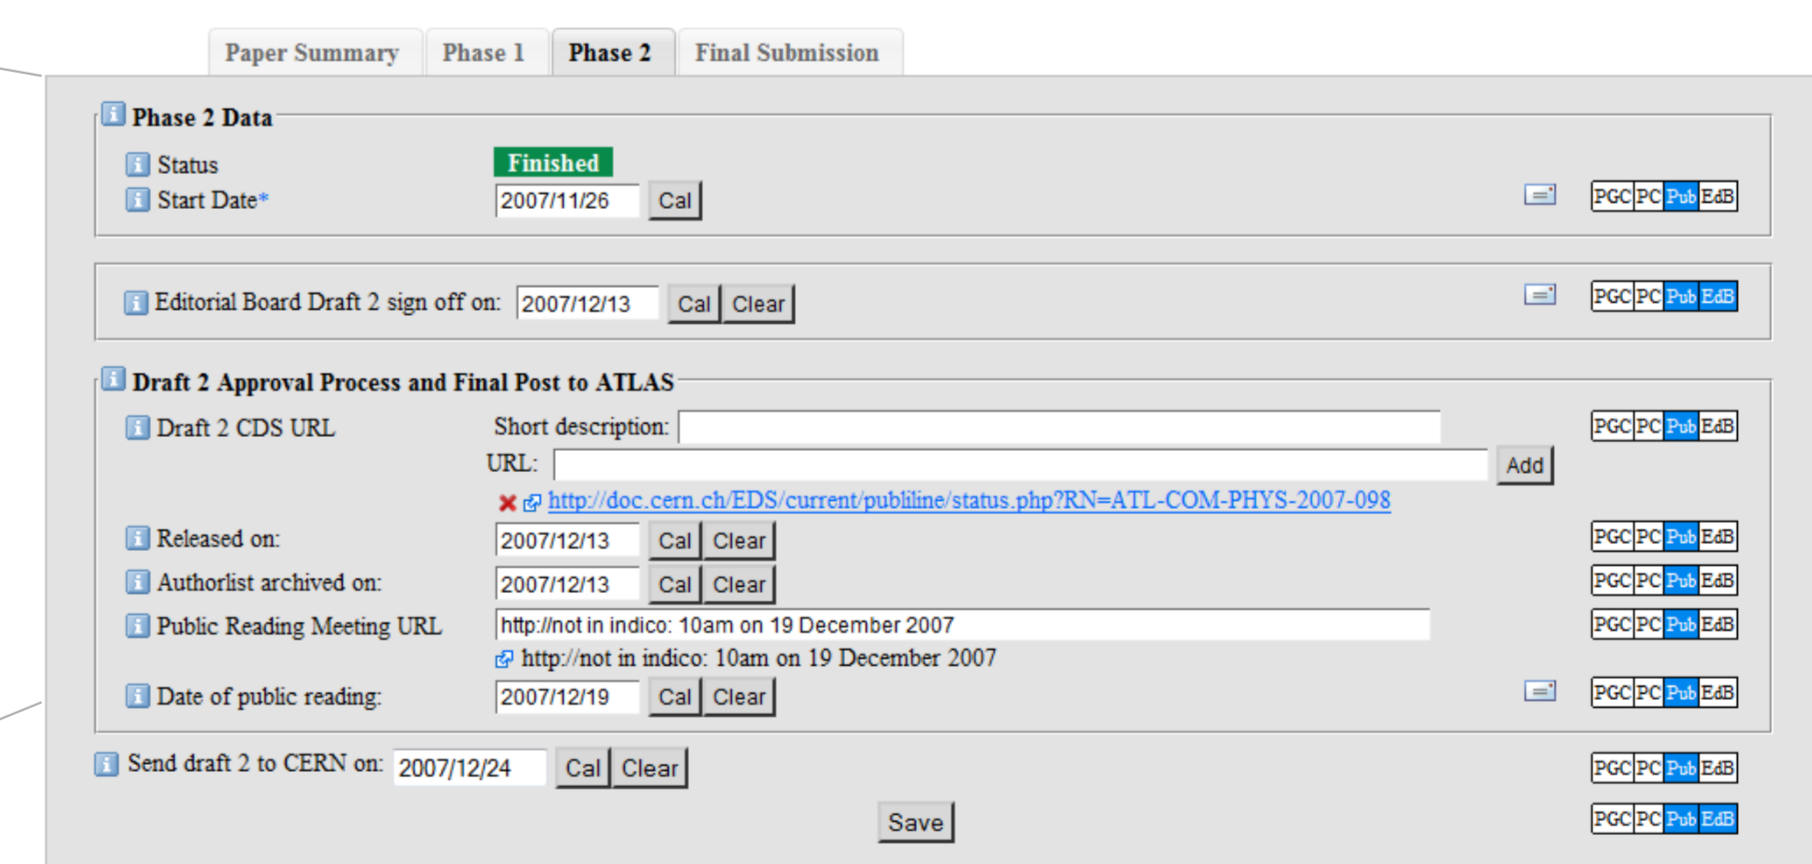 Paper Summary Phase 1 Phase 2 Final Submission
Phase 2 Data
Status Finished
Start Date* 2007/11/26 Cal PGC PC Pub EdB
Editorial Board Draft 2 sign off on: 2007/12/13 Cal Clear PGC PC Pub EdB
Draft 2 Approval Process and Final Post to ATLAS
Draft 2 CDS URL Short description: PGC PC Pub EdB
URL: Add
http://doc.cern.ch/EDS/current/publiline/status.php?RN=ATL-COM-PHYS-2007-098
Released on: 2007/12/13 Cal Clear PGC PC Pub EdB
Authorlist archived on: 2007/12/13 Cal Clear PGC PC Pub EdB
Public Reading Meeting URL http://not in indico: 10am on 19 December 2007 PGC PC Pub EdB
http://not in indico: 10am on 19 December 2007
Date of public reading: 2007/12/19 Cal Clear PGC PC Pub EdB
Send draft 2 to CERN on: 2007/12/24 Cal Clear PGC PC Pub EdB
Save PGC PC Pub EdB